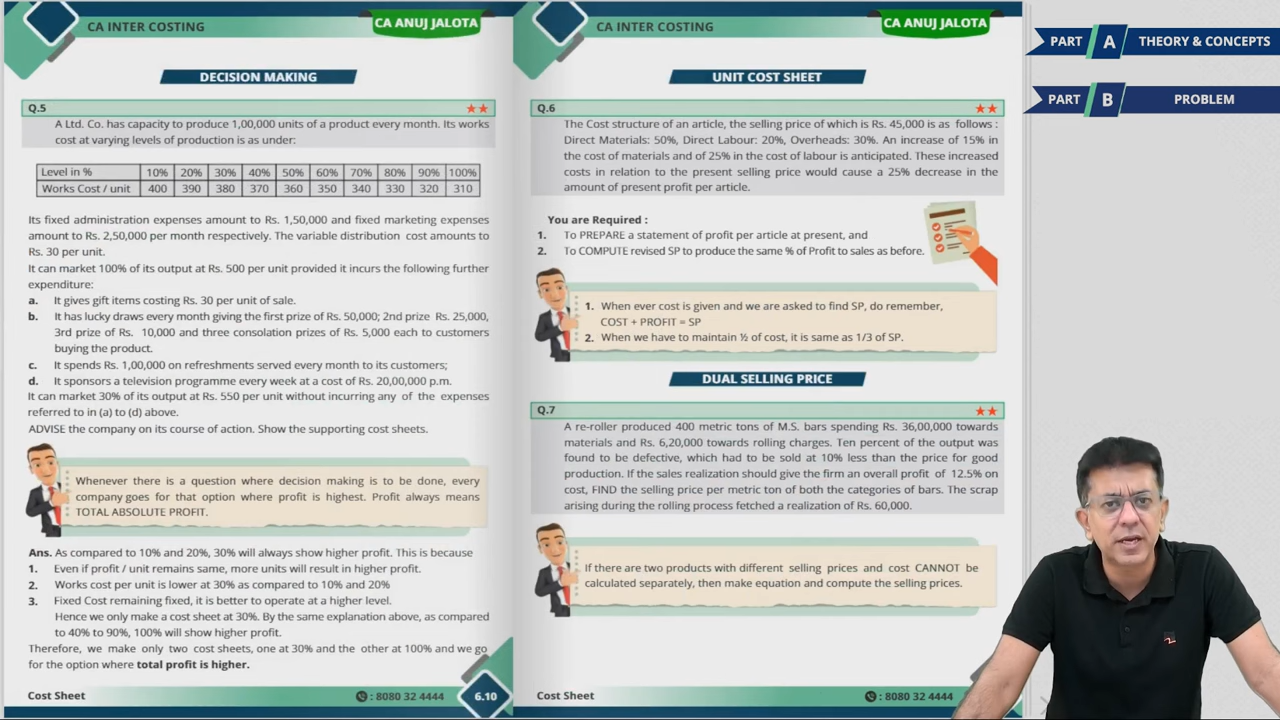 CA INTER COSTING
CA ANUJ JALOTA
DECISION MAKING
Q.5
A Ltd. Co. has capacity to produce 1,00,000 units of a product every month. Its works
cost at varying levels of production is as under:
Level in % 10% 20% 30% 40% 50% 60% 70% 80% 90% 100%
Works Cost / unit 400 390 380 370 360 350 340 330 320 310
Its fixed administration expenses amount to Rs. 1,50,000 and fixed marketing expenses
amount to Rs. 2,50,000 per month respectively. The variable distribution cost amounts to
Rs. 30 per unit.
It can market 100% of its output at Rs. 500 per unit provided it incurs the following further
expenditure:
a. It gives gift items costing Rs. 30 per unit of sale.
b. It has lucky draws every month giving the first prize of Rs. 50,000; 2nd prize Rs. 25,000,
3rd prize of Rs. 10,000 and three consolation prizes of Rs. 5,000 each to customers
buying the product.
c. It spends Rs. 1,00,000 on refreshments served every month to its customers;
d. It sponsors a television programme every week at a cost of Rs. 20,00,000 p.m.
It can market 30% of its output at Rs. 550 per unit without incurring any of the expenses
referred to in (a) to (d) above.
ADVISE the company on its course of action. Show the supporting cost sheets.
Whenever there is a question where decision making is to be done, every
company goes for that option where profit is highest. Profit always means
TOTAL ABSOLUTE PROFIT.
Ans. As compared to 10% and 20%, 30% will always show higher profit. This is because
1. Even if profit / unit remains same, more units will result in higher profit.
2. Works cost per unit is lower at 30% as compared to 10% and 20%
3. Fixed Cost remaining fixed, it is better to operate at a higher level.
Hence we only make a cost sheet at 30%. By the same explanation above, as compared
to 40% to 90%, 100% will show higher profit.
Therefore, we make only two cost sheets, one at 30% and the other at 100% and we go
for the option where total profit is higher.
Cost Sheet
: 8080 32 4444
6.10
CA INTER COSTING
CA ANUJ JALOTA
UNIT COST SHEET
Q.6
The Cost structure of an article, the selling price of which is Rs. 45,000 is as follows :
Direct Materials: 50%, Direct Labour: 20%, Overheads: 30%. An increase of 15% in
the cost of materials and of 25% in the cost of labour is anticipated. These increased
costs in relation to the present selling price would cause a 25% decrease in the
amount of present profit per article.
You are Required :
1. To PREPARE a statement of profit per article at present, and
2. To COMPUTE revised SP to produce the same % of Profit to sales as before.
1. When ever cost is given and we are asked to find SP, do remember,
COST + PROFIT = SP
2. When we have to maintain ½ of cost, it is same as 1/3 of SP.
DUAL SELLING PRICE
Q.7
A re-roller produced 400 metric tons of M.S. bars spending Rs. 36,00,000 towards
materials and Rs. 6,20,000 towards rolling charges. Ten percent of the output was
found to be defective, which had to be sold at 10% less than the price for good
production. If the sales realization should give the firm an overall profit of 12.5% on
cost, FIND the selling price per metric ton of both the categories of bars. The scrap
arising during the rolling process fetched a realization of Rs. 60,000.
If there are two products with different selling prices and cost CANNOT be
calculated separately, then make equation and compute the selling prices.
Cost Sheet
: 8080 32 4444
PART A THEORY & CONCEPTS
PART B PROBLEM